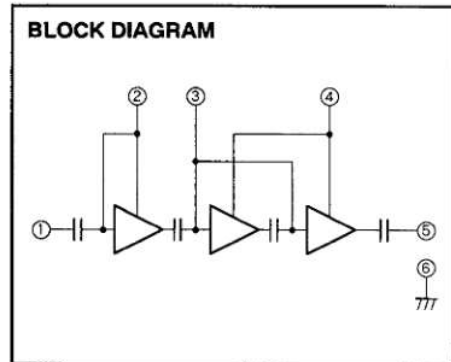 BLOCK DIAGRAM
② ③ ④
① ⑤
⑥